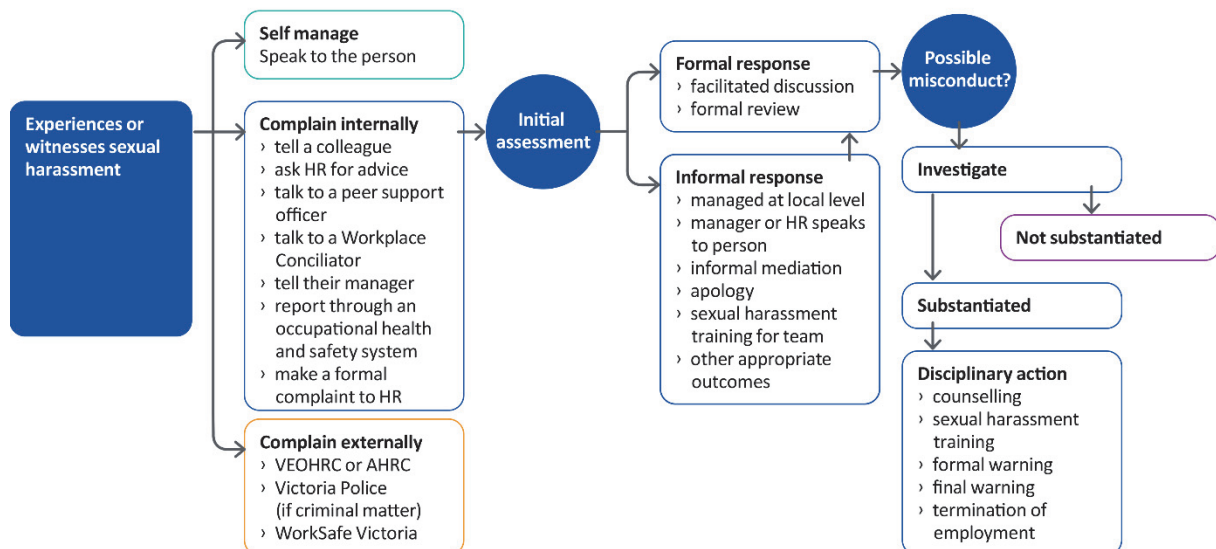 Experiences or
witnesses sexual
harassment
Self manage
Speak to the person
Complain internally
› tell a colleague
› ask HR for advice
› talk to a peer support
officer
› talk to a Workplace
Conciliator
› tell their manager
› report through an
occupational health
and safety system
› make a formal
complaint to HR
Complain externally
› VEOHRC or AHRC
› Victoria Police
(if criminal matter)
› WorkSafe Victoria
Initial
assessment
Formal response
› facilitated discussion
› formal review
Informal response
› managed at local level
› manager or HR speaks
to person
› informal mediation
› apology
› sexual harassment
training for team
› other appropriate
outcomes
Possible
misconduct?
Investigate
Not substantiated
Substantiated
Disciplinary action
› counselling
› sexual harassment
training
› formal warning
› final warning
› termination of
employment